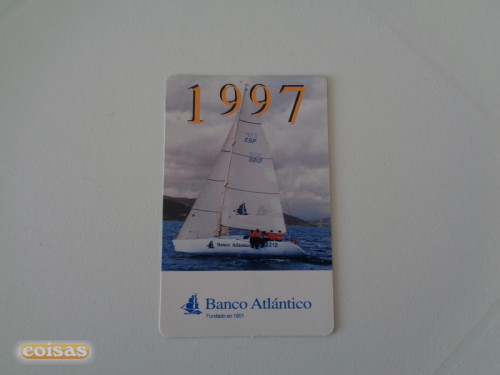 1997
ESP
Banco Atlántico
Banco Atlántico
Fundado en 1901
coisas